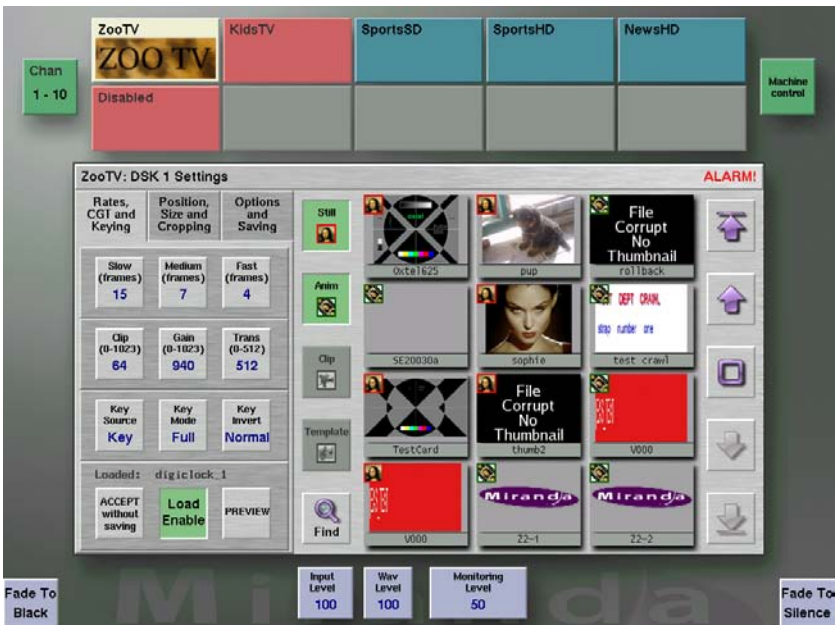 ZooTV
KidsTV
SportsSD
SportsHD
NewsHD
ZOO TV
Chan
1 - 10
Disabled
Machine
control
ZooTV: DSK 1 Settings
ALARM!
Rates,
CGT and
Keying
Position,
Size and
Cropping
Options
and
Saving
Slow
(frames)
15
Medium
(frames)
7
Fast
(frames)
4
Clip
(0-1023)
64
Gain
(0-1023)
940
Trans
(0-512)
512
Key
Source
Key
Key
Mode
Full
Key
Invert
Normal
Loaded: digiclock_1
ACCEPT
without
saving
Load
Enable
PREVIEW
Still
Anim
Clip
Template
Find
Oxtel625
pup
File
Corrupt
No
Thumbnail
rollback
SE20030a
sophie
DEPT CRAWL,
strap number one
test crawl
TestCard
File
Corrupt
No
Thumbnail
thumb2
V000
V000
Miranda
Z2-1
Miranda
Z2-2
Fade To
Black
Input
Level
100
Wav
Level
100
Monitoring
Level
50
Fade To
Silence
Miranda